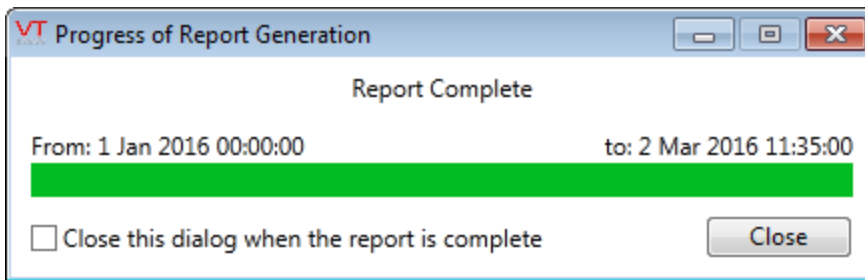 VT Progress of Report Generation
Report Complete
From: 1 Jan 2016 00:00:00 to: 2 Mar 2016 11:35:00
Close this dialog when the report is complete Close